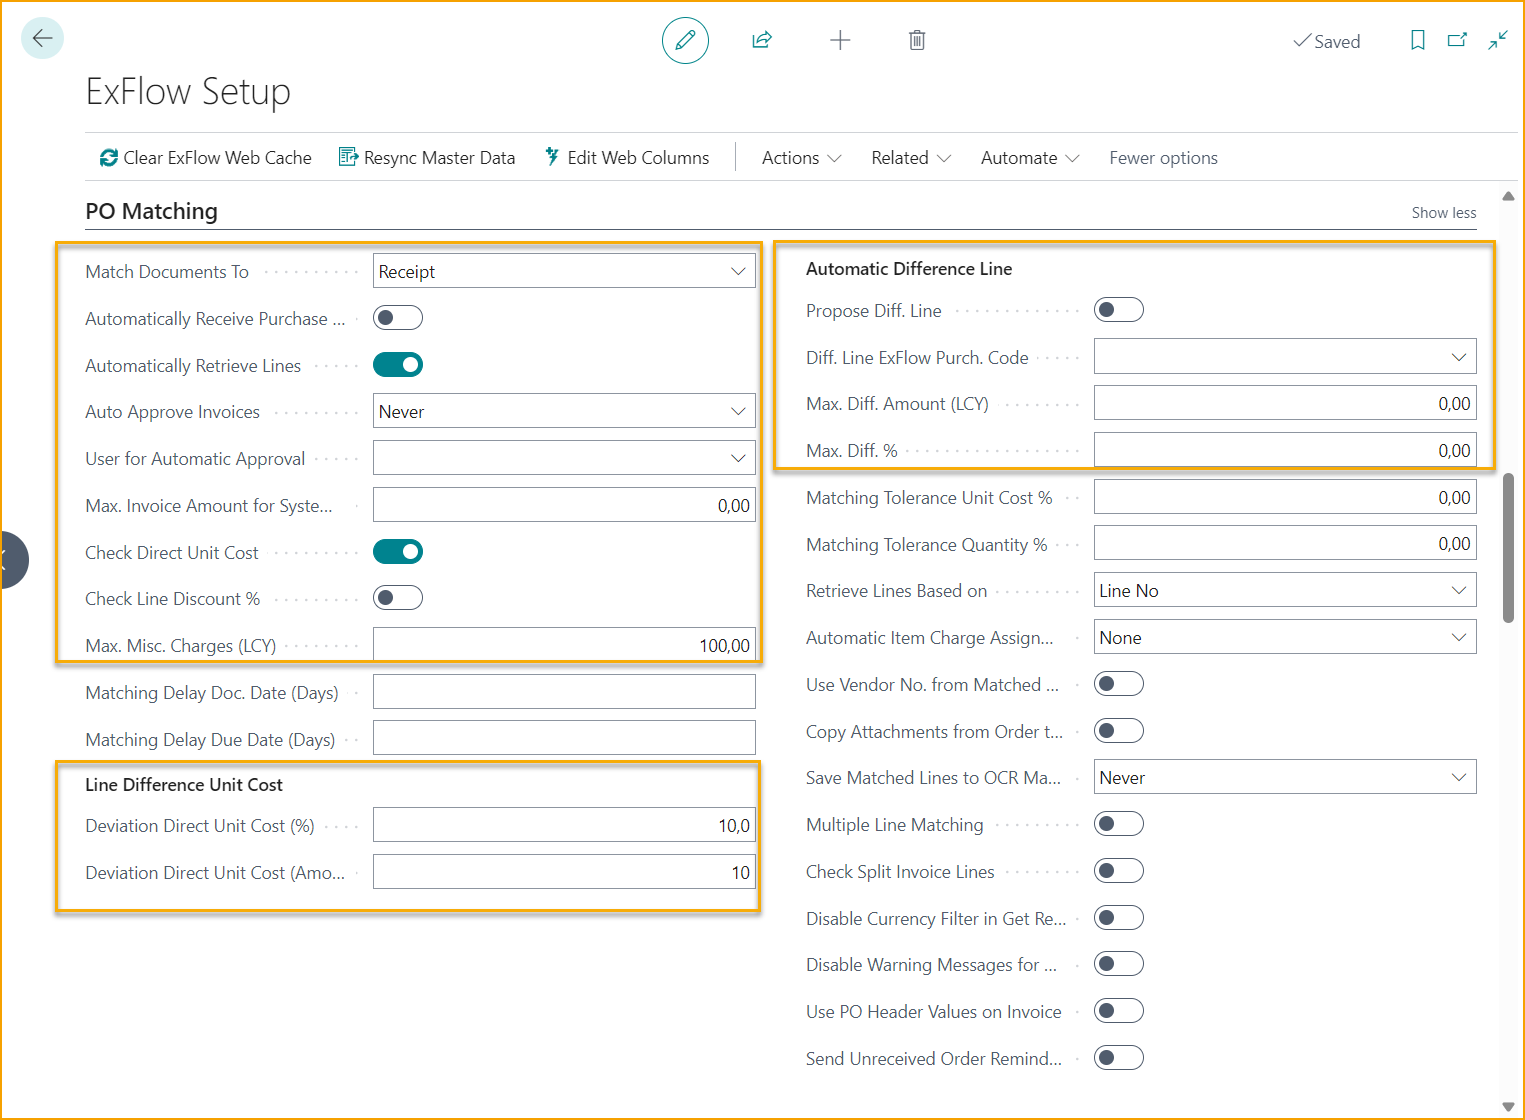 Saved
ExFlow Setup
Clear ExFlow Web Cache
Resync Master Data
Edit Web Columns
Actions
Related
Automate
Fewer options
PO Matching
Show less
Match Documents To
Receipt
Automatically Receive Purchase ...
Automatically Retrieve Lines
Auto Approve Invoices
Never
User for Automatic Approval
Max. Invoice Amount for Syste...
0,00
Check Direct Unit Cost
Check Line Discount %
Max. Misc. Charges (LCY)
100,00
Matching Delay Doc. Date (Days)
Matching Delay Due Date (Days)
Line Difference Unit Cost
Deviation Direct Unit Cost (%)
10,0
Deviation Direct Unit Cost (Amo...
10
Automatic Difference Line
Propose Diff. Line
Diff. Line ExFlow Purch. Code
Max. Diff. Amount (LCY)
0,00
Max. Diff. %
0,00
Matching Tolerance Unit Cost %
0,00
Matching Tolerance Quantity %
0,00
Retrieve Lines Based on
Line No
Automatic Item Charge Assign...
None
Use Vendor No. from Matched ...
Copy Attachments from Order t...
Save Matched Lines to OCR Ma...
Never
Multiple Line Matching
Check Split Invoice Lines
Disable Currency Filter in Get Re...
Disable Warning Messages for ...
Use PO Header Values on Invoice
Send Unreceived Order Remind...